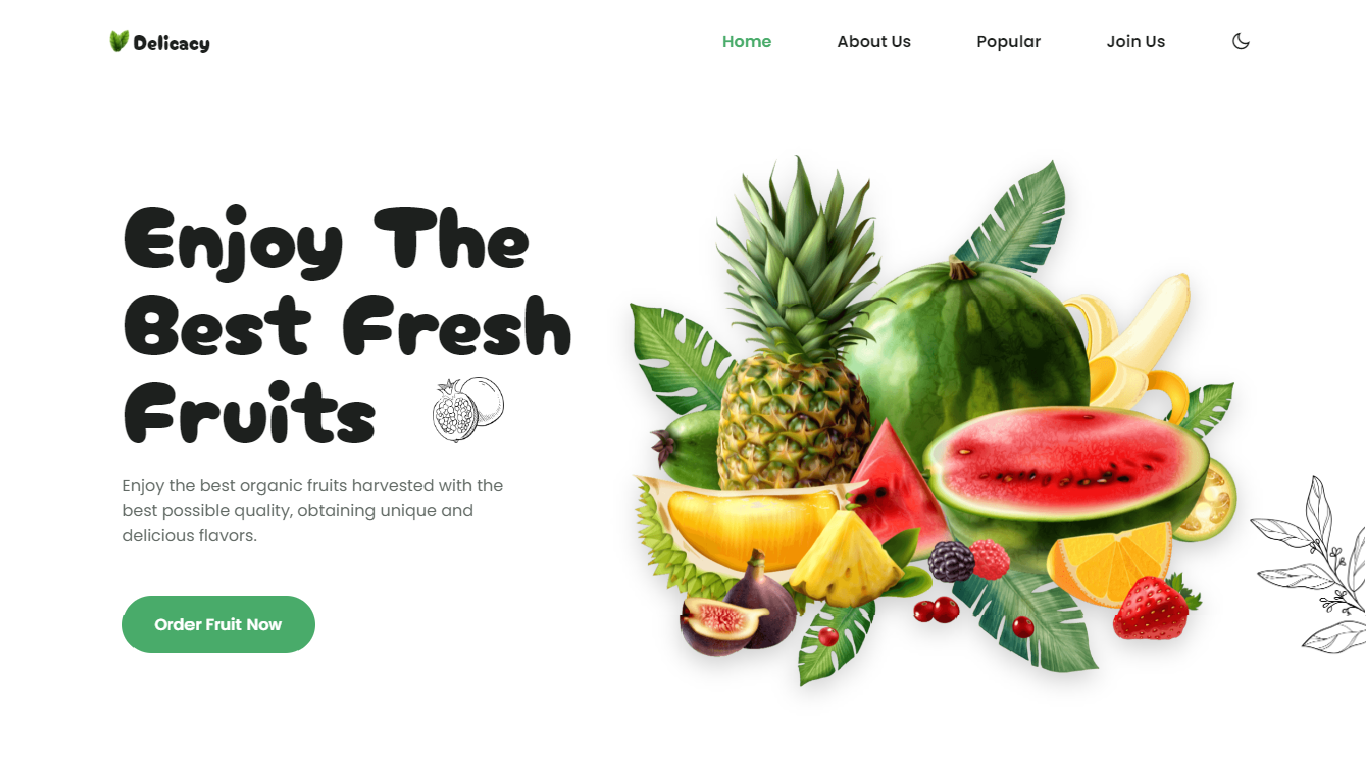 Delicacy
Home
About Us
Popular
Join Us
Enjoy The
Best Fresh
Fruits
Enjoy the best organic fruits harvested with the
best possible quality, obtaining unique and
delicious flavors.
Order Fruit Now